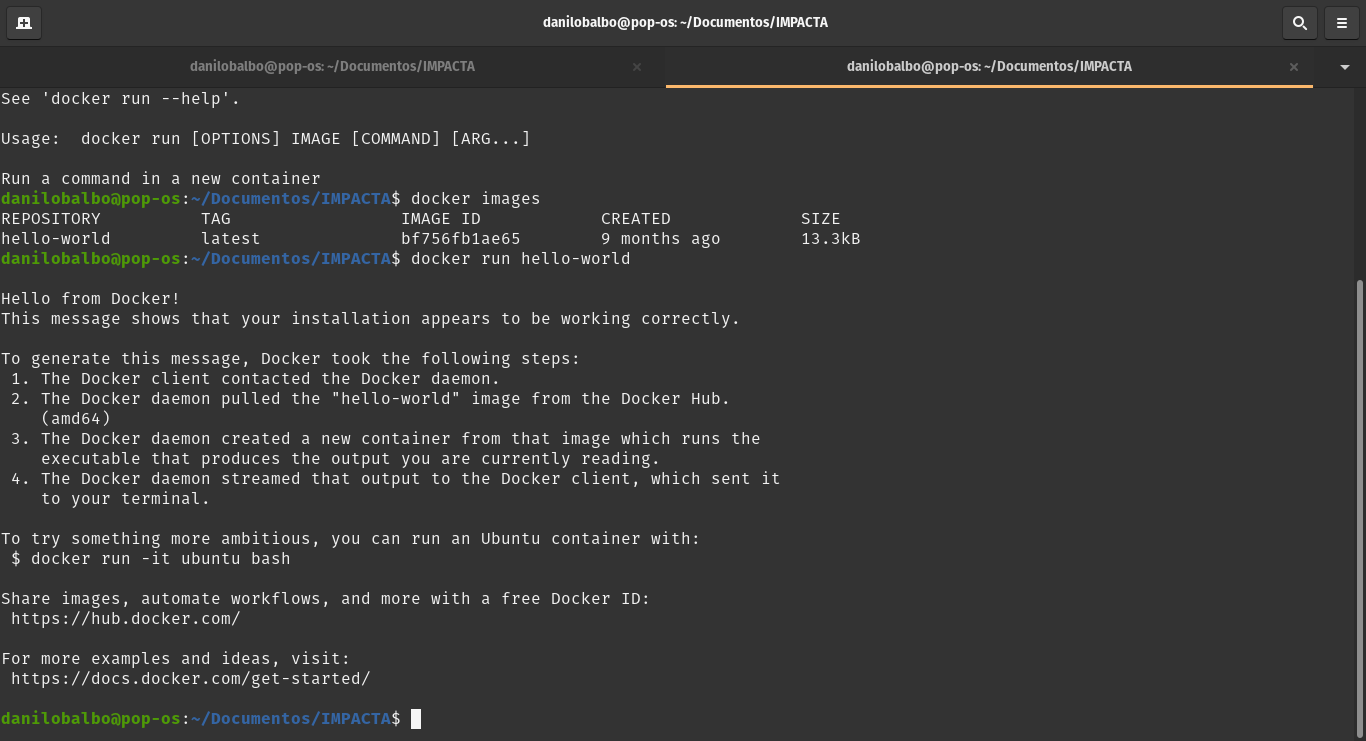 danilobalbo@pop-os: ~/Documentos/IMPACTA
danilobalbo@pop-os: ~/Documentos/IMPACTA
danilobalbo@pop-os: ~/Documentos/IMPACTA
See 'docker run --help'.
Usage:  docker run [OPTIONS] IMAGE [COMMAND] [ARG...]
Run a command in a new container
danilobalbo@pop-os:~/Documentos/IMPACTA$ docker images
REPOSITORY          TAG                 IMAGE ID            CREATED             SIZE
hello-world         latest              bf756fb1ae65        9 months ago        13.3kB
danilobalbo@pop-os:~/Documentos/IMPACTA$ docker run hello-world
Hello from Docker!
This message shows that your installation appears to be working correctly.
To generate this message, Docker took the following steps:
 1. The Docker client contacted the Docker daemon.
 2. The Docker daemon pulled the "hello-world" image from the Docker Hub.
    (amd64)
 3. The Docker daemon created a new container from that image which runs the
    executable that produces the output you are currently reading.
 4. The Docker daemon streamed that output to the Docker client, which sent it
    to your terminal.
To try something more ambitious, you can run an Ubuntu container with:
 $ docker run -it ubuntu bash
Share images, automate workflows, and more with a free Docker ID:
 https://hub.docker.com/
For more examples and ideas, visit:
 https://docs.docker.com/get-started/
danilobalbo@pop-os:~/Documentos/IMPACTA$